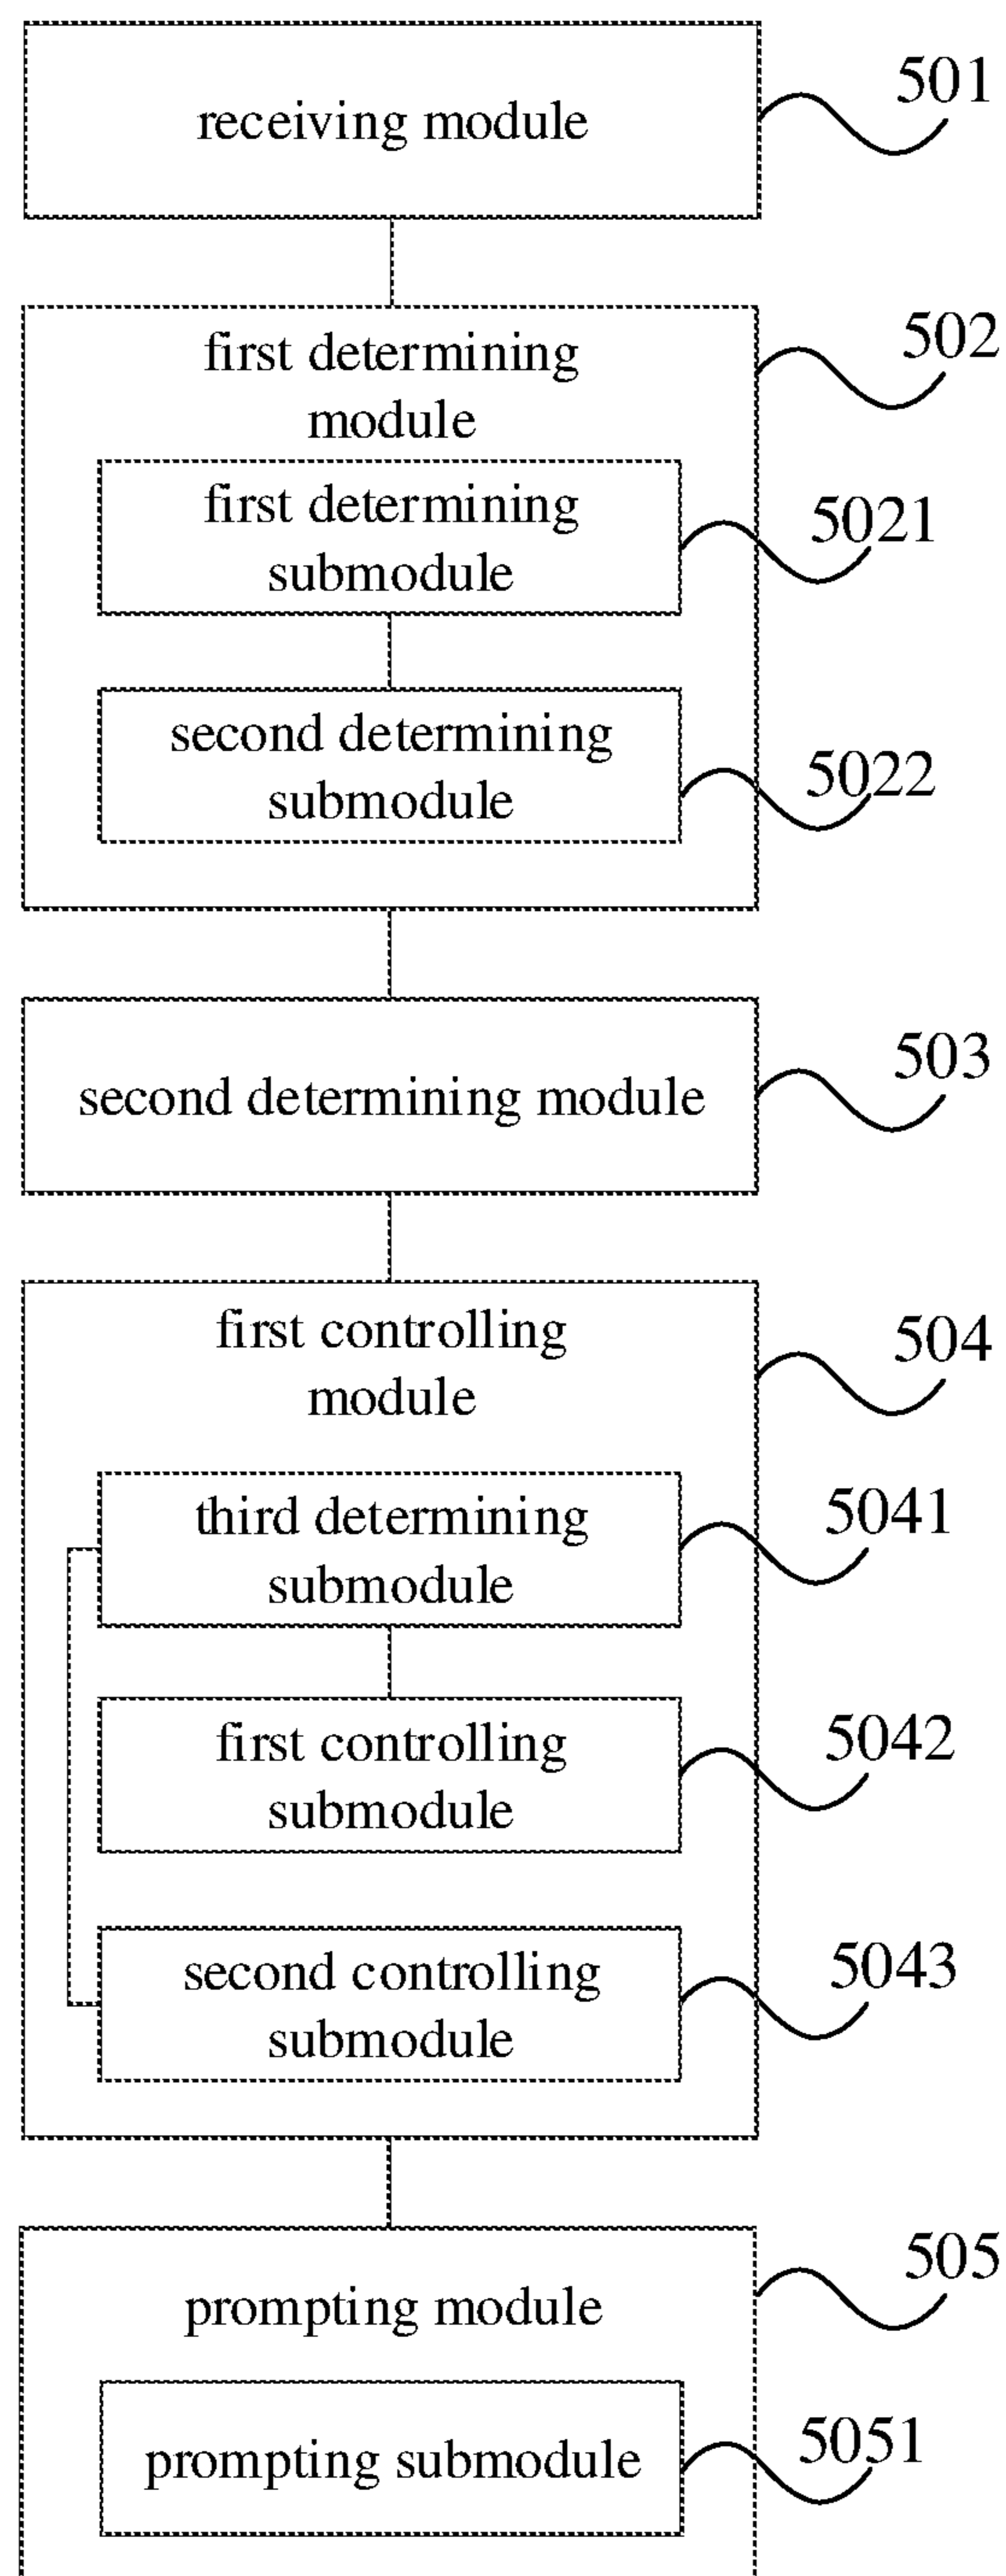 receiving module
501
first determining
module
502
first determining
submodule
5021
second determining
submodule
5022
second determining module
503
first controlling
module
504
third determining
submodule
5041
first controlling
submodule
5042
second controlling
submodule
5043
prompting module
505
prompting submodule
5051